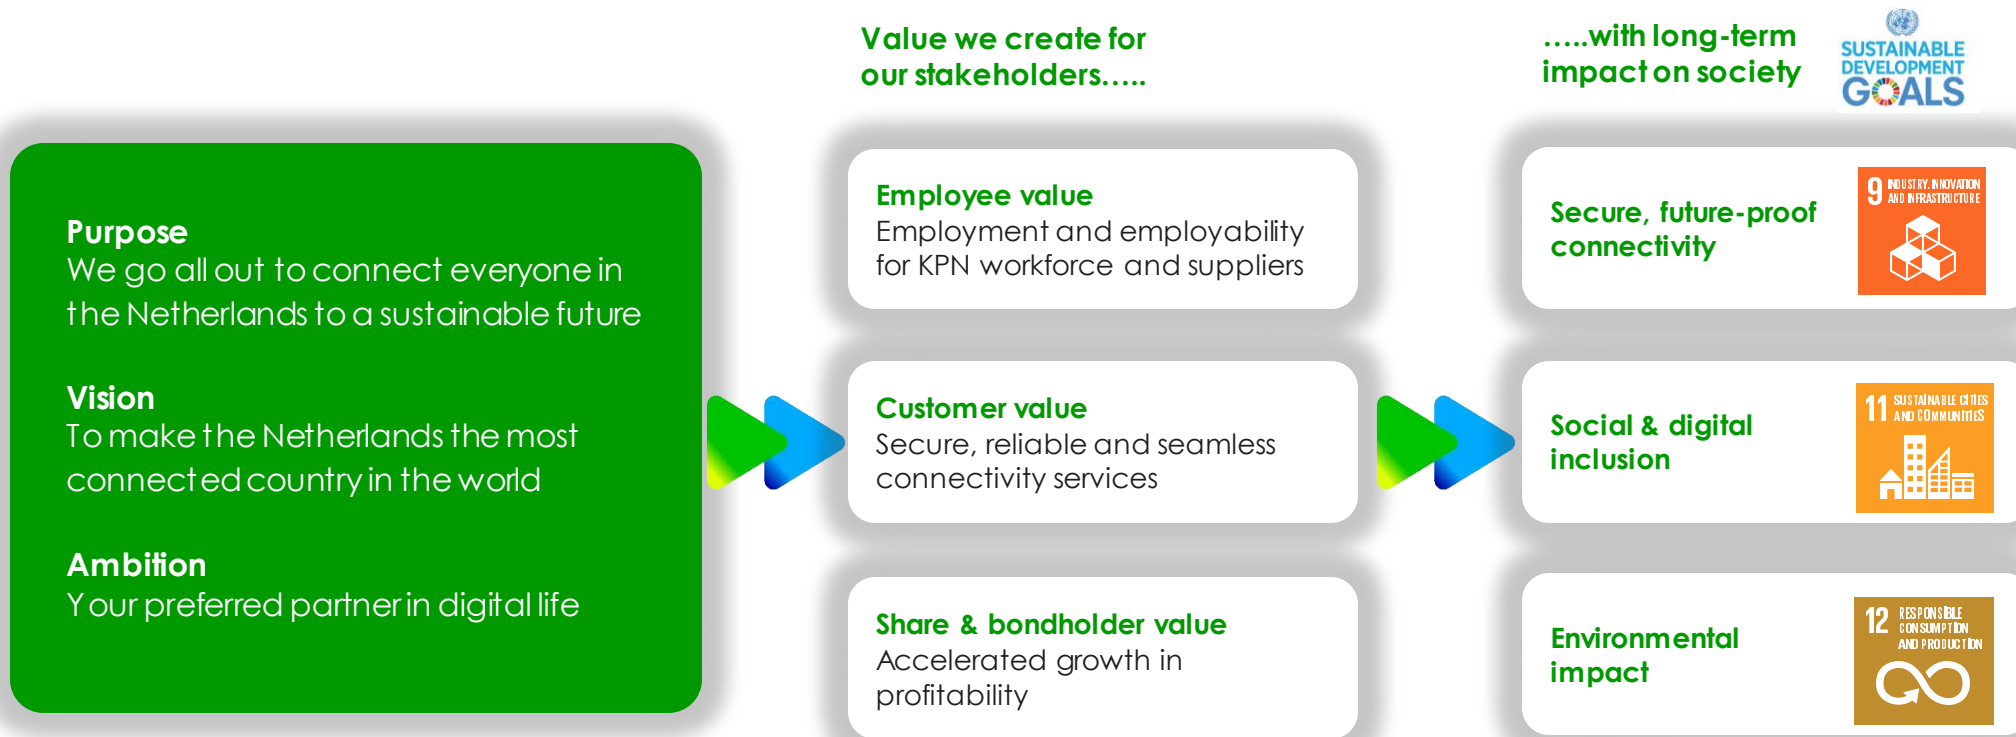 Value we create for
our stakeholders.....
.....with long-term
impact on society
SUSTAINABLE
DEVELOPMENT
GOALS
Purpose
We go all out to connect everyone in
the Netherlands to a sustainable future
Vision
To make the Netherlands the most
connected country in the world
Ambition
Your preferred partner in digital life
Employee value
Employment and employability
for KPN workforce and suppliers
Customer value
Secure, reliable and seamless
connectivity services
Share & bondholder value
Accelerated growth in
profitability
Secure, future-proof
connectivity
9 INDUSTRY, INNOVATION
AND INFRASTRUCTURE
Social & digital
inclusion
11 SUSTAINABLE CITIES
AND COMMUNITIES
Environmental
impact
12 RESPONSIBLE
CONSUMPTION
AND PRODUCTION